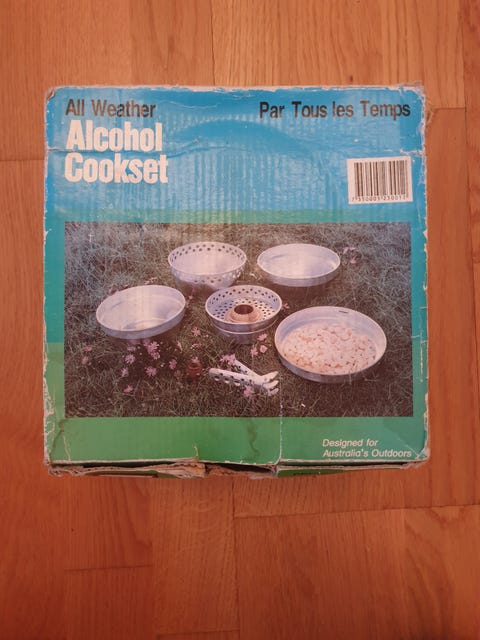 All Weather
Par Tous les Temps
Alcohol
Cookset
Designed for
Australia's Outdoors